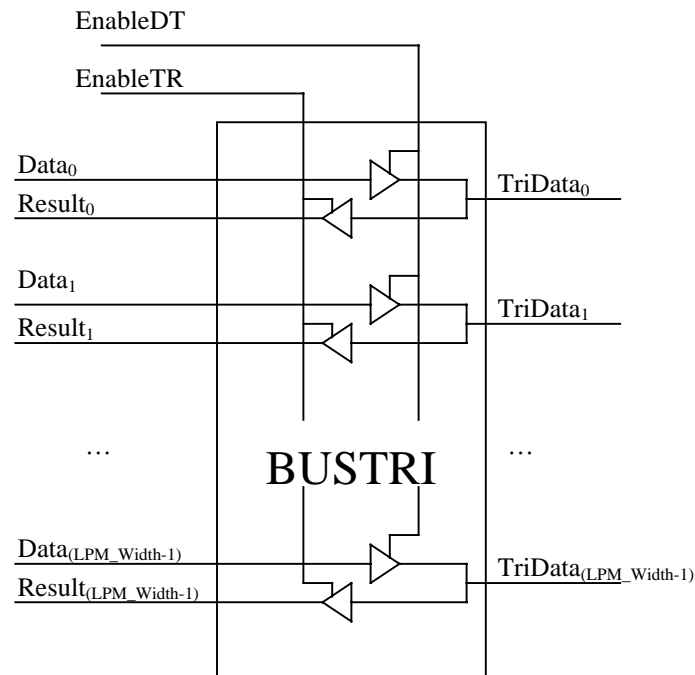 EnableDT
EnableTR
Data₀
TriData₀
Result₀
Data₁
TriData₁
Result₁
… …
BUSTRI
Data(LPM_Width-1)
TriData(LPM_Width-1)
Result(LPM_Width-1)